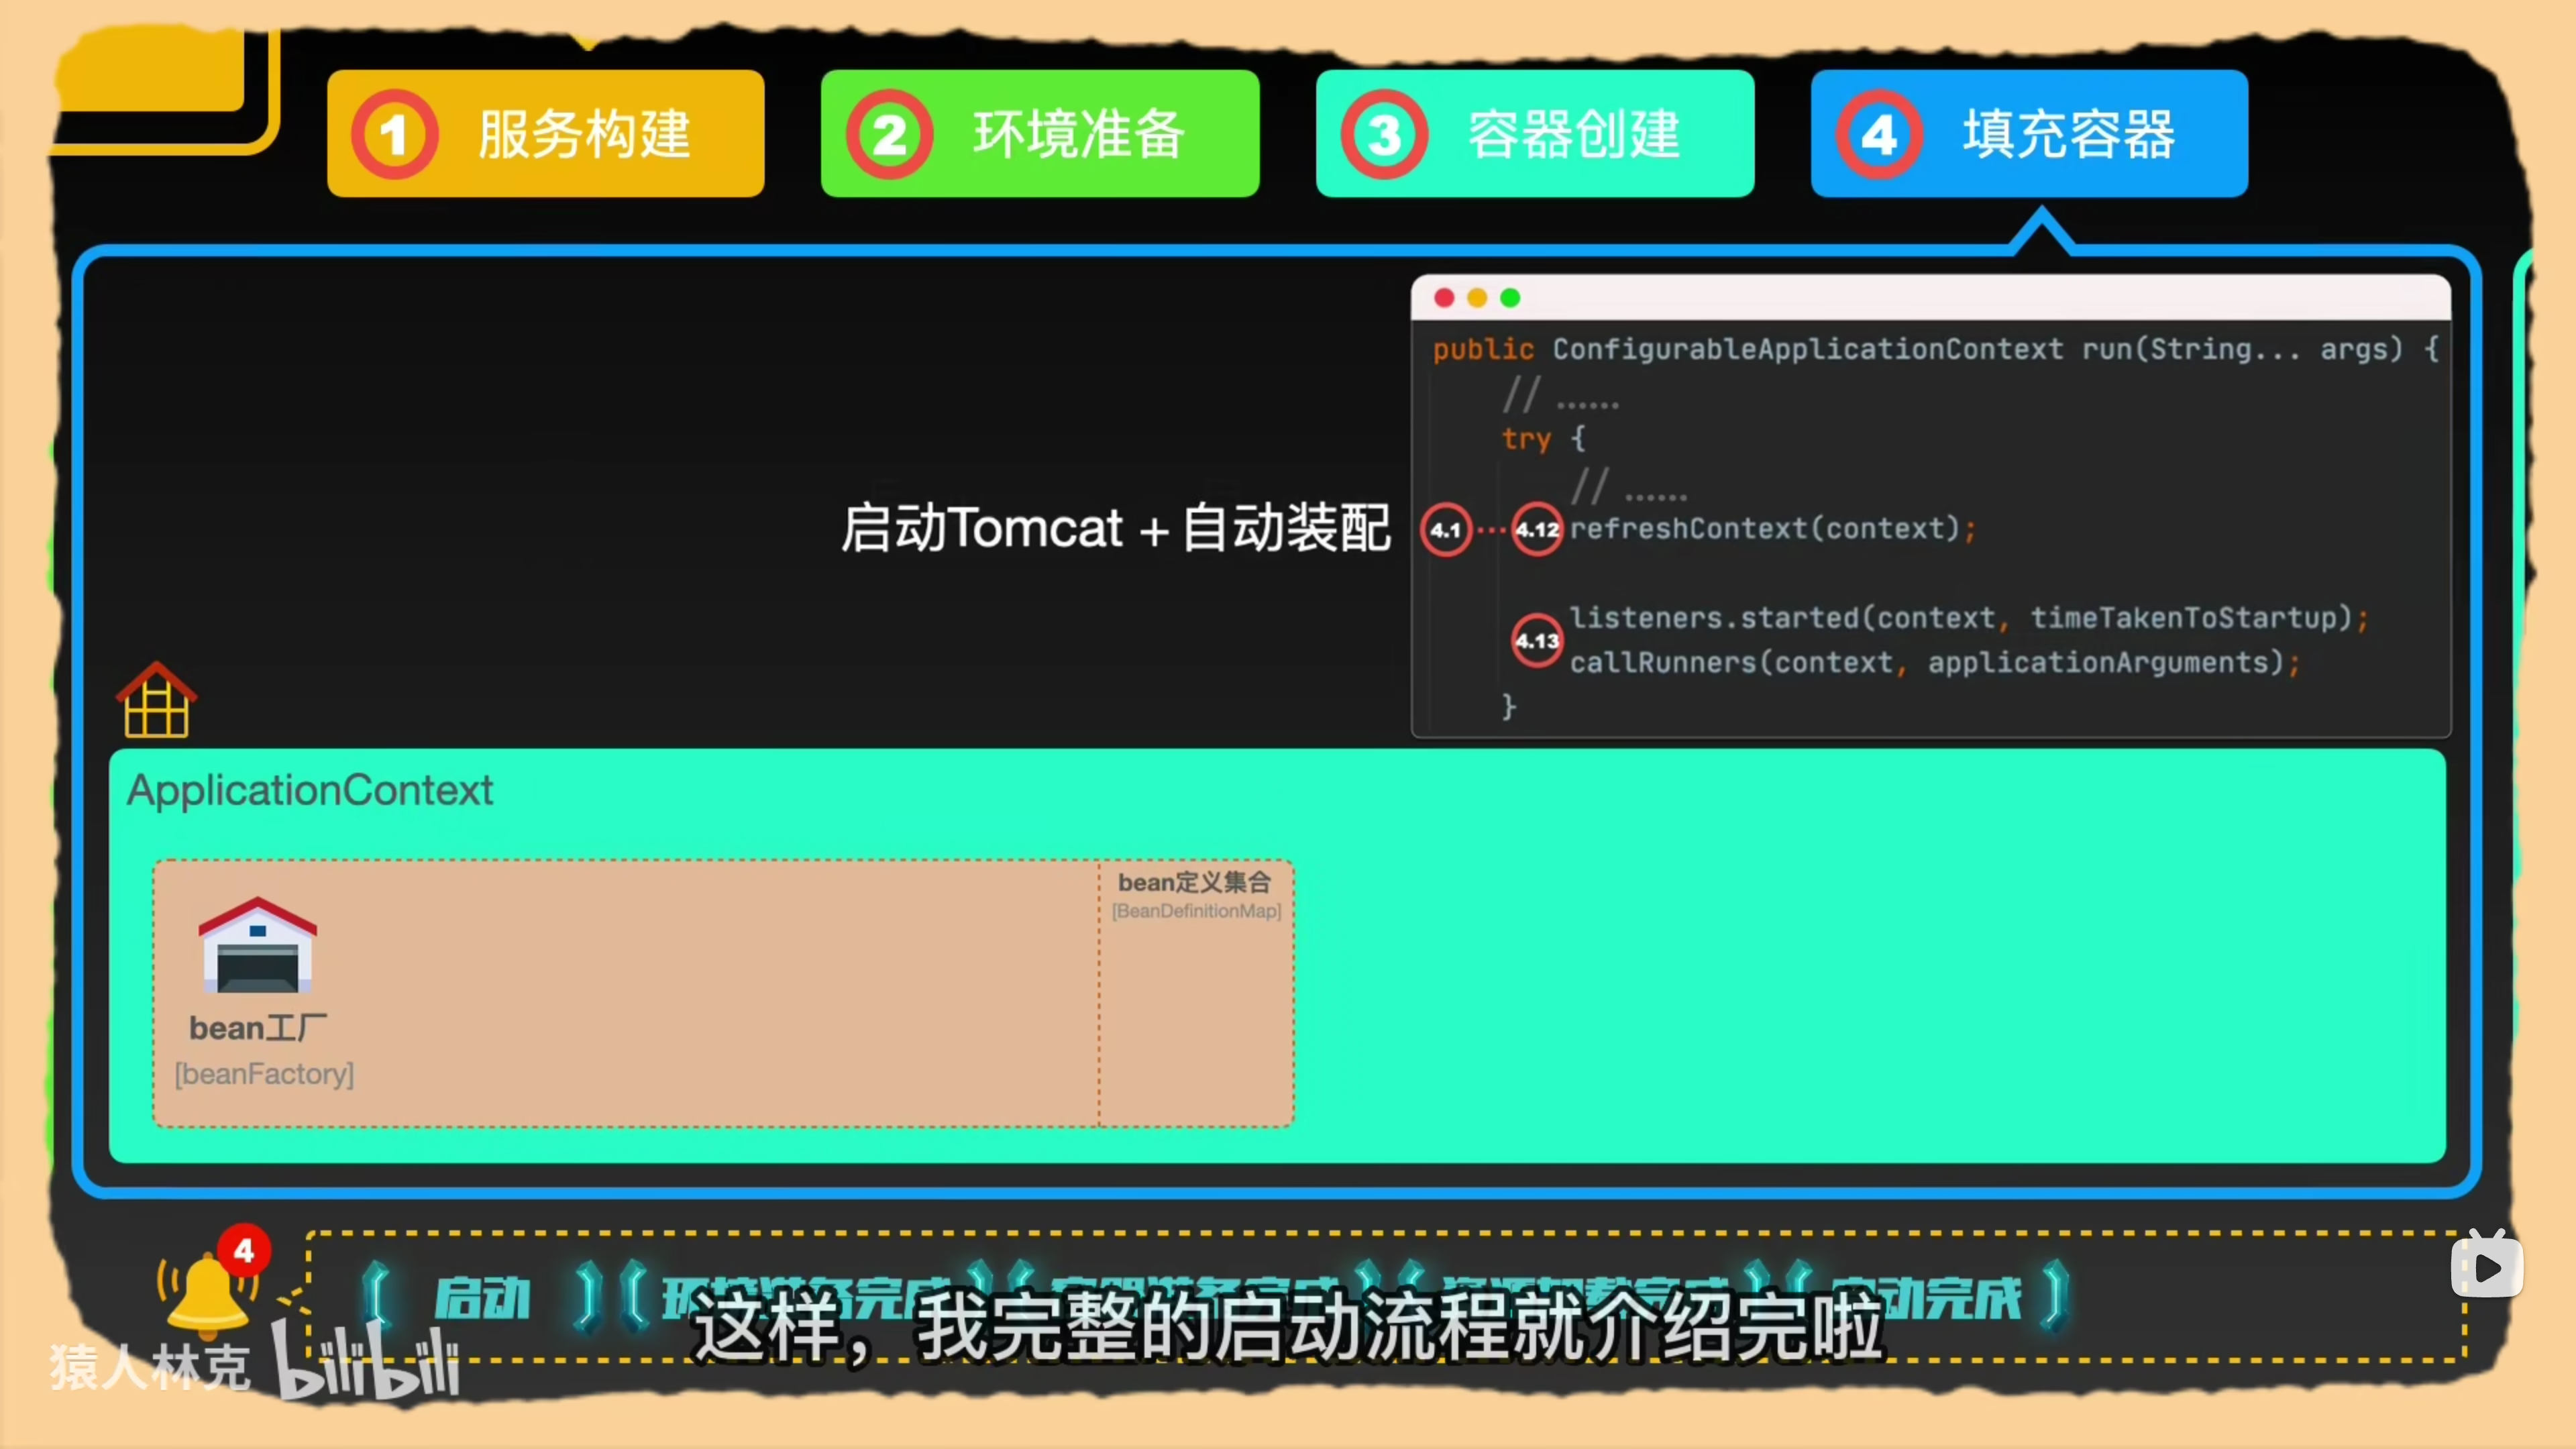 1 服务构建
2 环境准备
3 容器创建
4 填充容器
public ConfigurableApplicationContext run(String... args) {
// ......
try {
// ......
启动Tomcat + 自动装配
4.1 ··· 4.12 refreshContext(context);
4.13
listeners.started(context, timeTakenToStartup);
callRunners(context, applicationArguments);
}
ApplicationContext
bean定义集合
[BeanDefinitionMap]
bean工厂
[beanFactory]
4
启动
启动完成
这样，我完整的启动流程就介绍完啦
猿人林克 bilibili